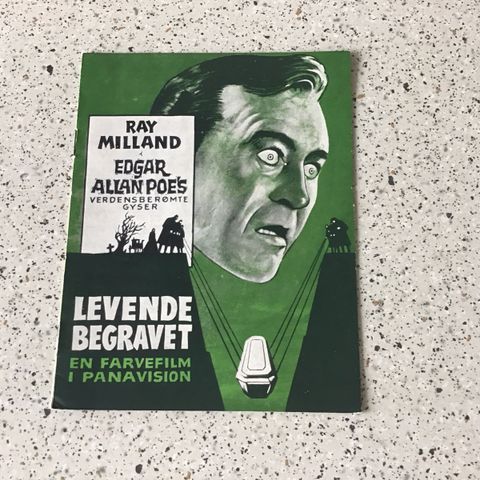 RAY
MILLAND
i
EDGAR
ALLAN POE'S
VERDENSBERØMTE
GYSER
LEVENDE
BEGRAVET
EN FARVEFILM
I PANAVISION